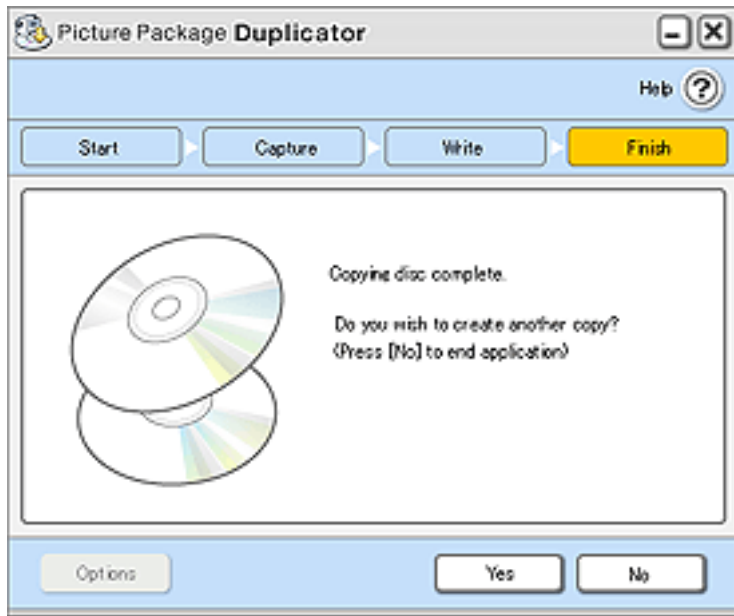 Picture Package Duplicator
Help ?
Start Capture Write Finish
Copying disc complete.
Do you wish to create another copy?
(Press [No] to end application)
Options Yes No